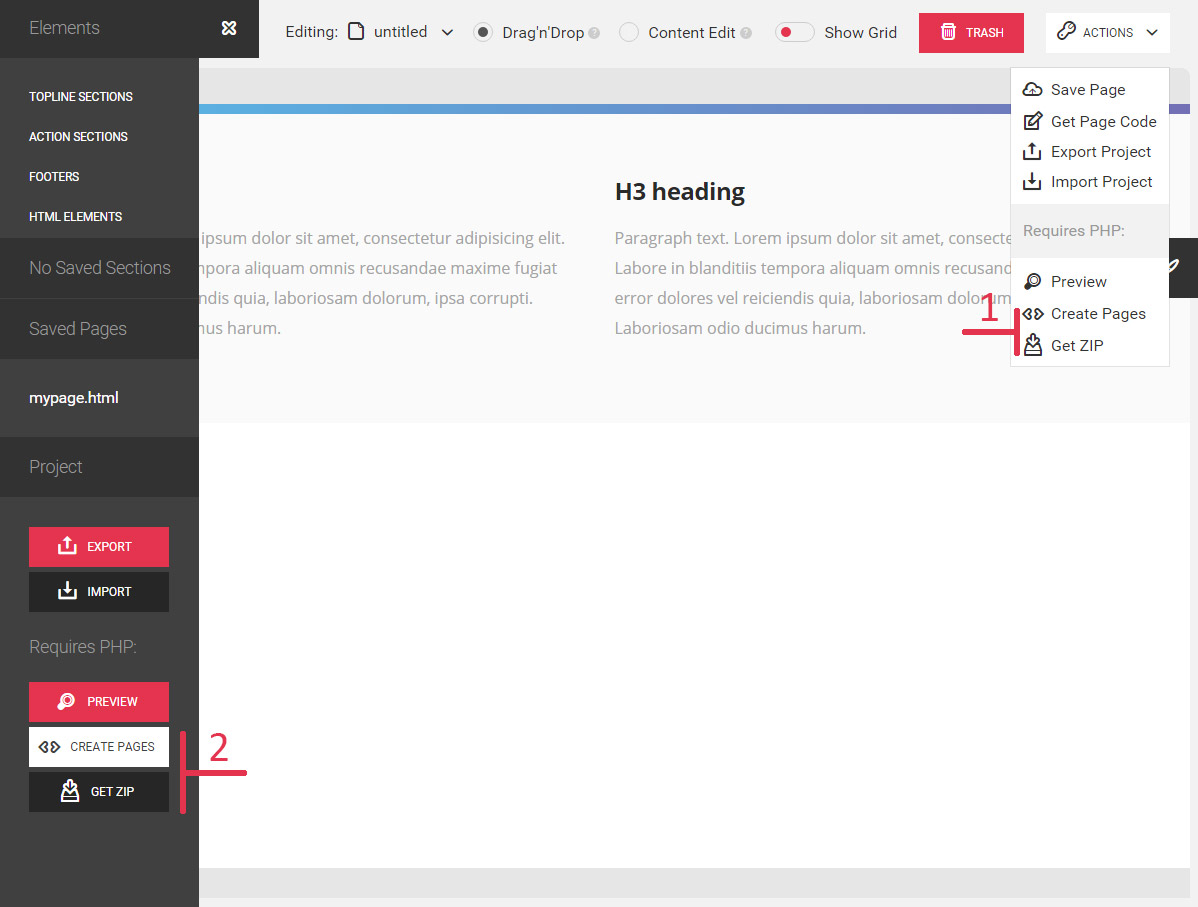 Elements
Editing: untitled
Drag'n'Drop ?
Content Edit ?
Show Grid
TRASH
ACTIONS
TOPLINE SECTIONS
ACTION SECTIONS
FOOTERS
HTML ELEMENTS
No Saved Sections
Saved Pages
mypage.html
Project
EXPORT
IMPORT
Requires PHP:
PREVIEW
CREATE PAGES
GET ZIP
2
ipsum dolor sit amet, consectetur adipisicing elit.
aliquam omnis recusandae maxime fugiat
quia, laboriosam dolorum, ipsa corrupti.
harum.
H3 heading
Paragraph text. Lorem ipsum dolor sit amet,
Labore in blanditiis tempora aliquam omnis
error dolores vel reiciendis quia, laboriosam dolorum,
Laboriosam odio ducimus harum.
Save Page
Get Page Code
Export Project
Import Project
Requires PHP:
Preview
Create Pages
Get ZIP
1